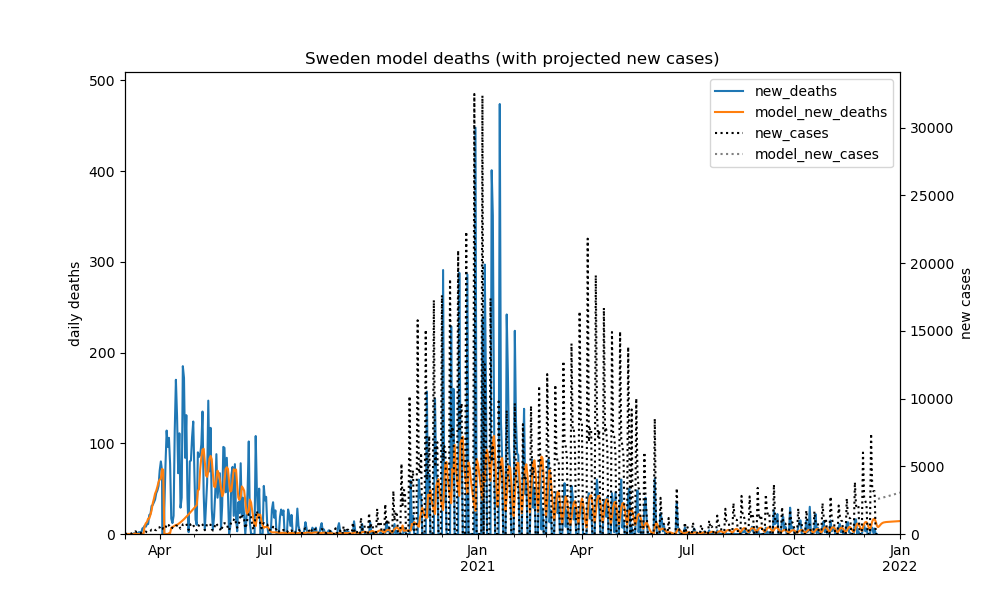 Sweden model deaths (with projected new cases)
500
400
300
200
100
0
daily deaths
30000
25000
20000
15000
10000
5000
0
new cases
new_deaths
model_new_deaths
new_cases
model_new_cases
Apr
Jul
Oct
Jan
2021
Apr
Jul
Oct
Jan
2022